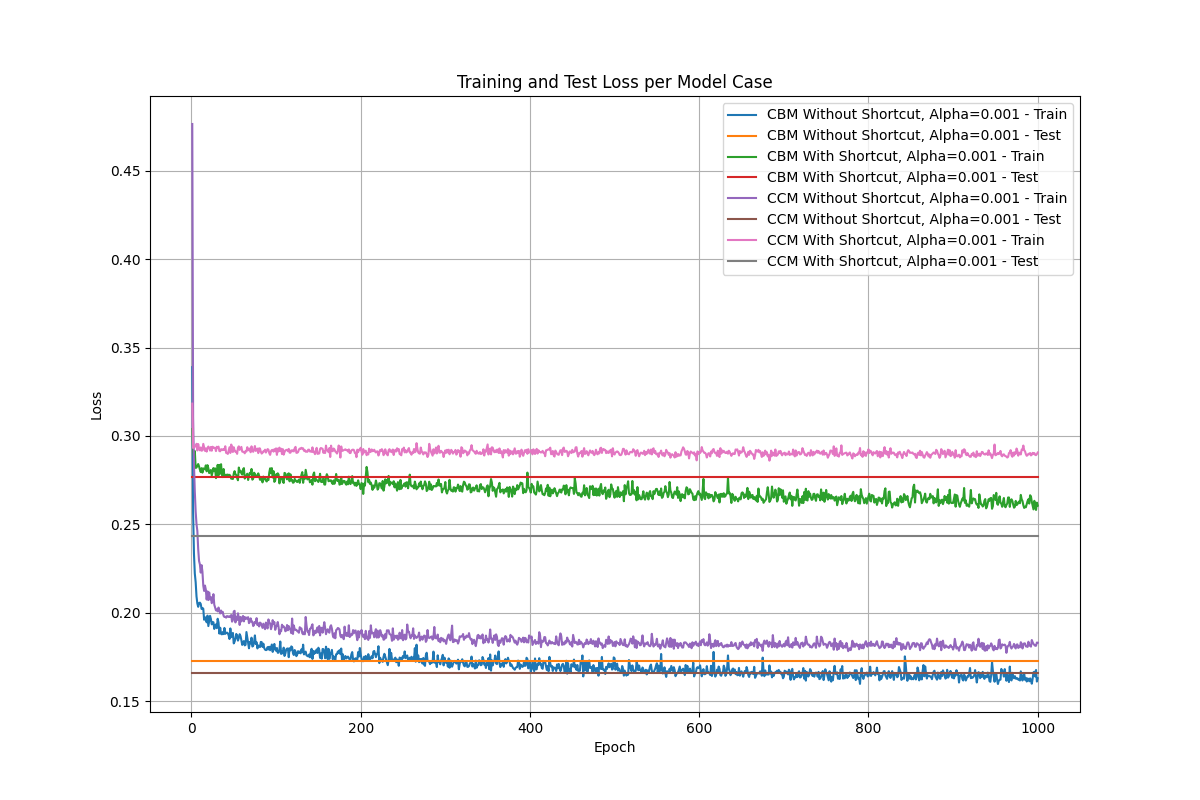 Training and Test Loss per Model Case
CBM Without Shortcut, Alpha=0.001 - Train
CBM Without Shortcut, Alpha=0.001 - Test
CBM With Shortcut, Alpha=0.001 - Train
CBM With Shortcut, Alpha=0.001 - Test
CCM Without Shortcut, Alpha=0.001 - Train
CCM Without Shortcut, Alpha=0.001 - Test
CCM With Shortcut, Alpha=0.001 - Train
CCM With Shortcut, Alpha=0.001 - Test
0.45
0.40
0.35
0.30
0.25
0.20
0.15
Loss
0 200 400 600 800 1000
Epoch